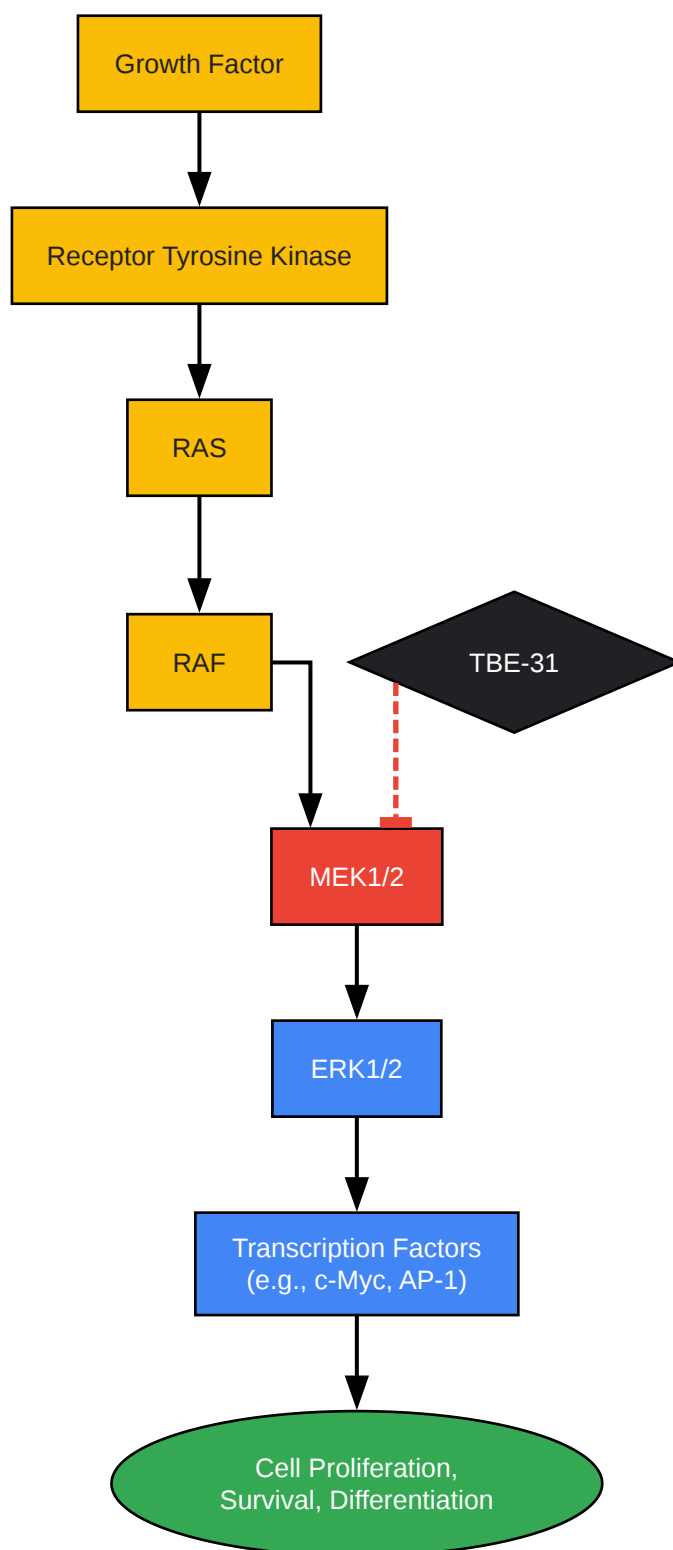 Growth Factor
Receptor Tyrosine Kinase
RAS
RAF
TBE-31
MEK1/2
ERK1/2
Transcription Factors
(e.g., c-Myc, AP-1)
Cell Proliferation,
Survival, Differentiation